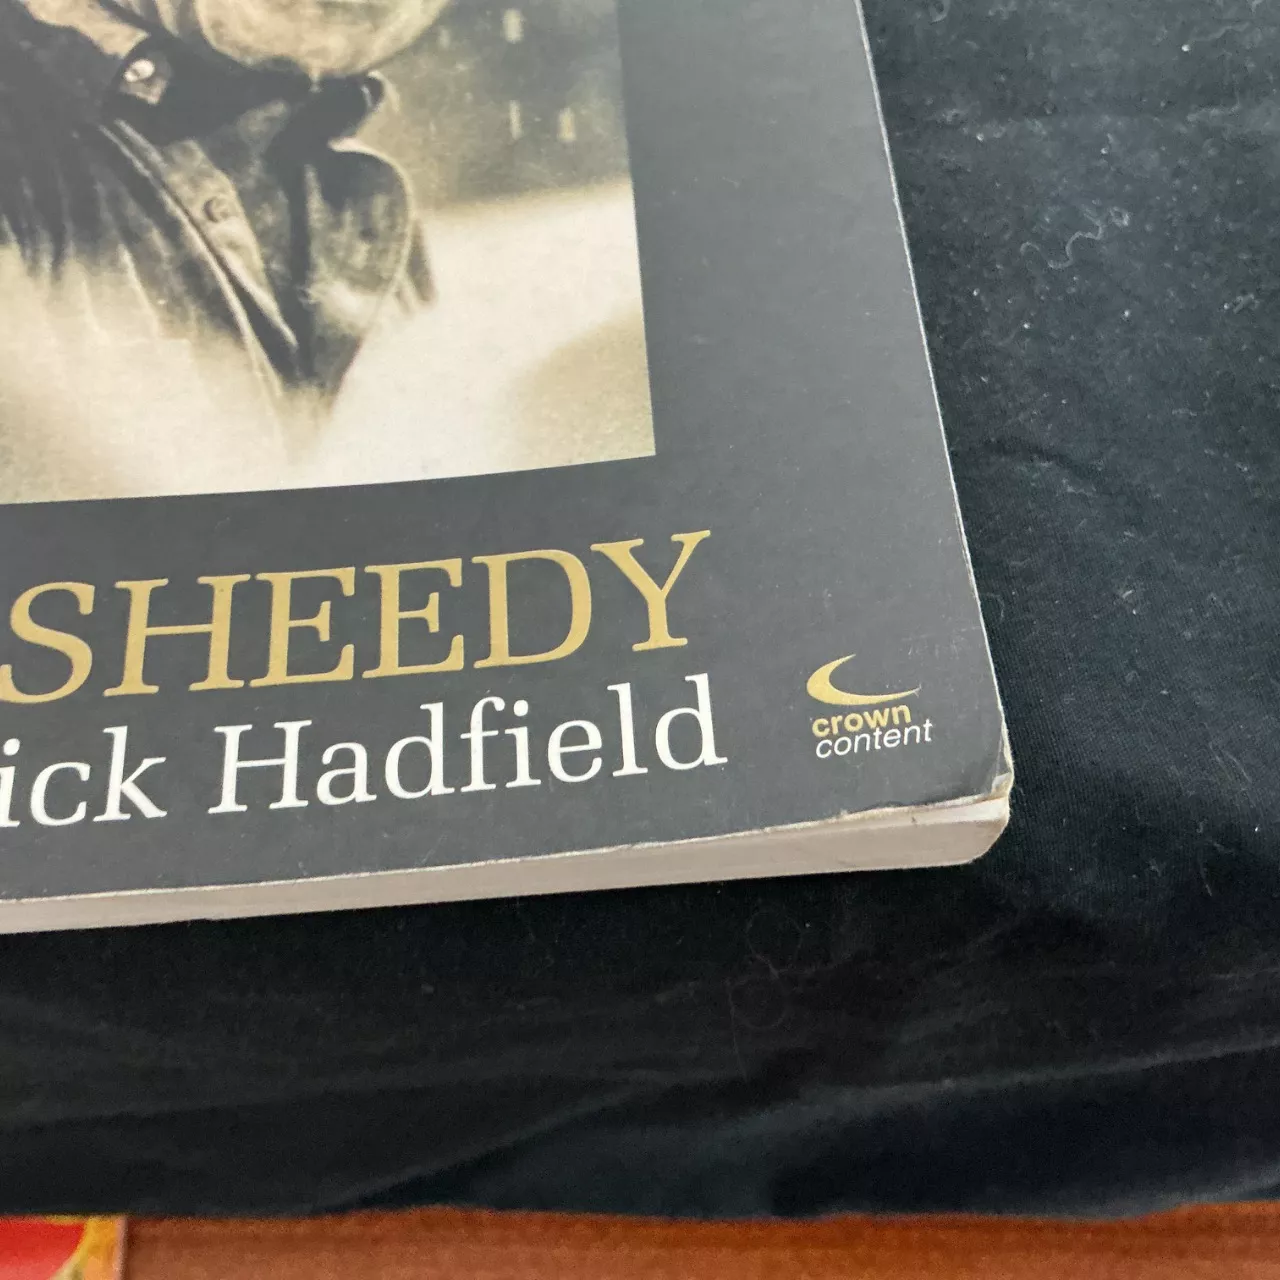 SHEEDY
ick Hadfield
crown
content